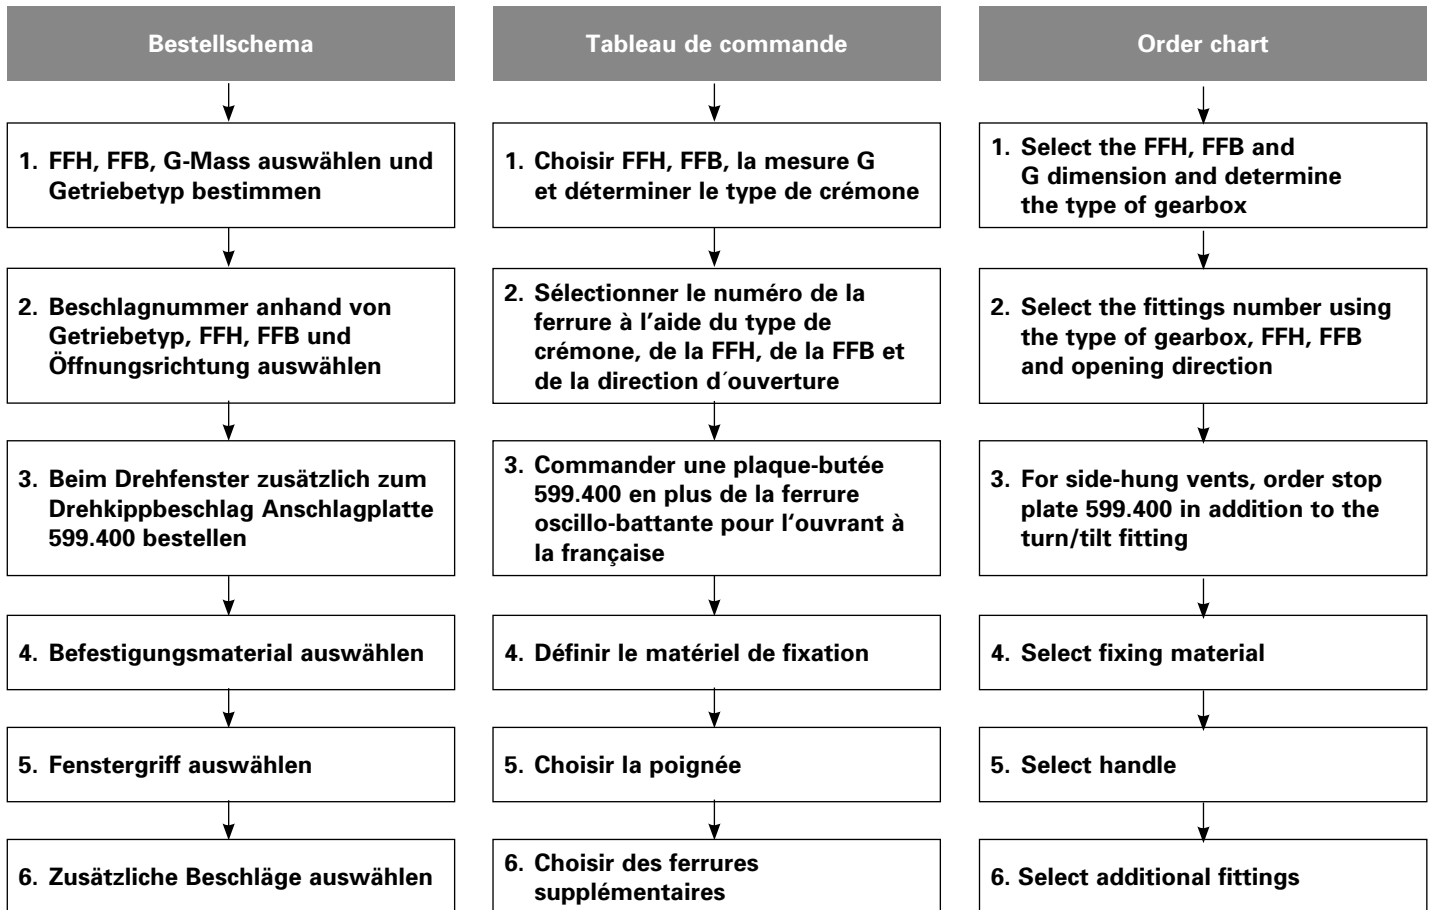 Bestellschema
1. FFH, FFB, G-Mass auswählen und
Getriebetyp bestimmen
2. Beschlagnummer anhand von
Getriebetyp, FFH, FFB und
Öffnungsrichtung auswählen
3. Beim Drehfenster zusätzlich zum
Drehkippbeschlag Anschlagplatte
599.400 bestellen
4. Befestigungsmaterial auswählen
5. Fenstergriff auswählen
6. Zusätzliche Beschläge auswählen
Tableau de commande
1. Choisir FFH, FFB, la mesure G
et déterminer le type de crémone
2. Sélectionner le numéro de la
ferrure à l’aide du type de
crémone, de la FFH, de la FFB et
de la direction d´ouverture
3. Commander une plaque-butée
599.400 en plus de la ferrure
oscillo-battante pour l‘ouvrant à
la française
4. Définir le matériel de fixation
5. Choisir la poignée
6. Choisir des ferrures
supplémentaires
Order chart
1. Select the FFH, FFB and
G dimension and determine
the type of gearbox
2. Select the fittings number using
the type of gearbox, FFH, FFB
and opening direction
3. For side-hung vents, order stop
plate 599.400 in addition to the
turn/tilt fitting
4. Select fixing material
5. Select handle
6. Select additional fittings